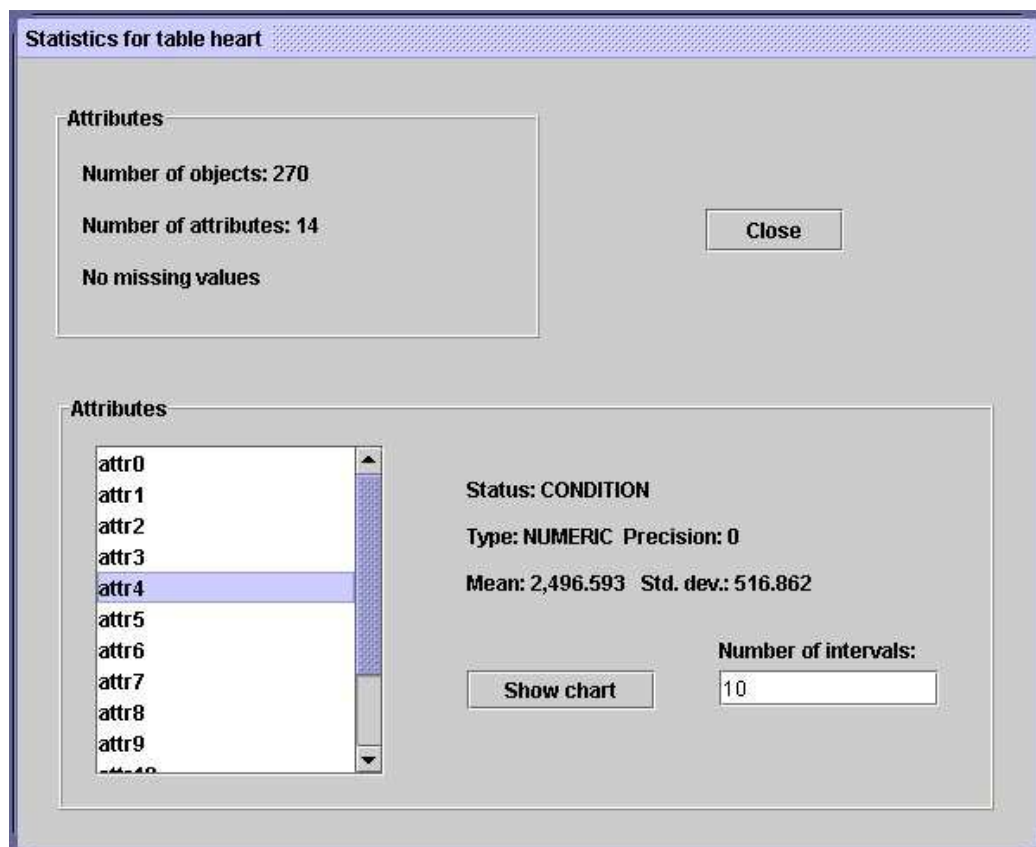 Statistics for table heart
Attributes
Number of objects: 270
Number of attributes: 14
No missing values
Close
Attributes
attr0
attr1
attr2
attr3
attr4
attr5
attr6
attr7
attr8
attr9
Status: CONDITION
Type: NUMERIC Precision: 0
Mean: 2,496.593 Std. dev.: 516.862
Number of intervals:
Show chart
10